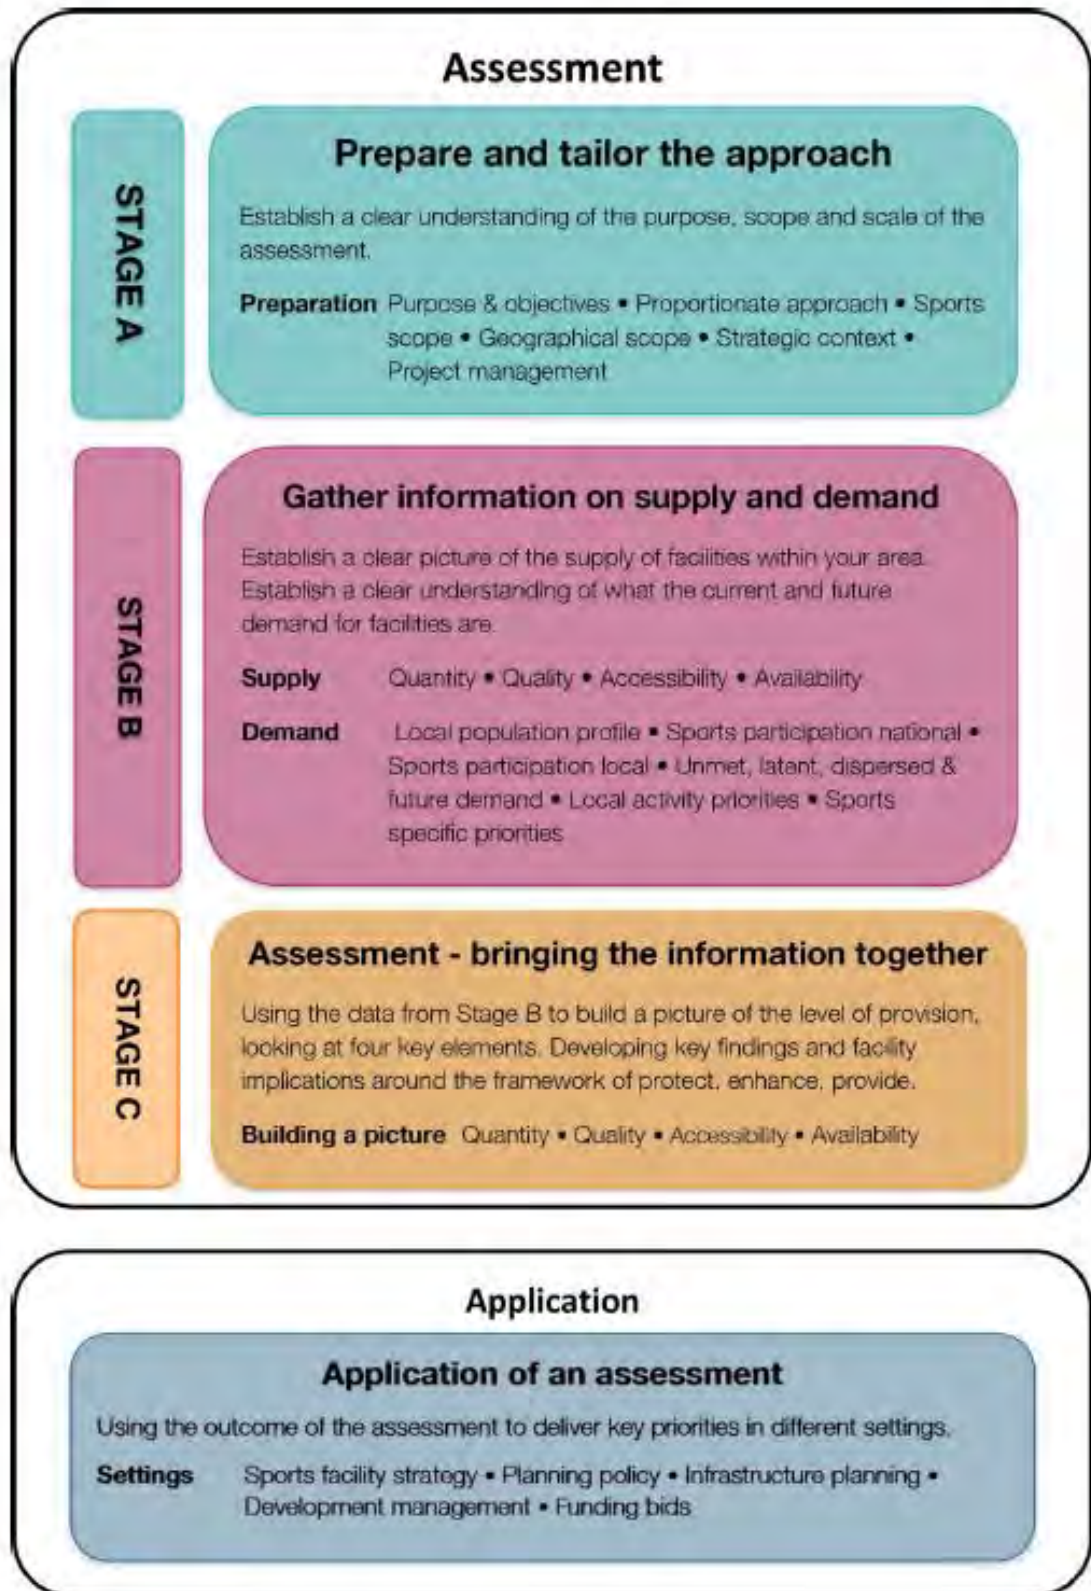 Assessment
STAGE A
Prepare and tailor the approach
Establish a clear understanding of the purpose, scope and scale of the
assessment.
Preparation Purpose & objectives • Proportionate approach • Sports
scope • Geographical scope • Strategic context •
Project management
STAGE B
Gather information on supply and demand
Establish a clear picture of the supply of facilities within your area.
Establish a clear understanding of what the current and future
demand for facilities are.
Supply Quantity • Quality • Accessibility • Availability
Demand Local population profile • Sports participation national •
Sports participation local • Unmet, latent, dispersed &
future demand • Local activity priorities • Sports
specific priorities
STAGE C
Assessment - bringing the information together
Using the data from Stage B to build a picture of the level of provision,
looking at four key elements. Developing key findings and facility
implications around the framework of protect, enhance, provide.
Building a picture Quantity • Quality • Accessibility • Availability
Application
Application of an assessment
Using the outcome of the assessment to deliver key priorities in different settings.
Settings Sports facility strategy • Planning policy • Infrastructure planning •
Development management • Funding bids